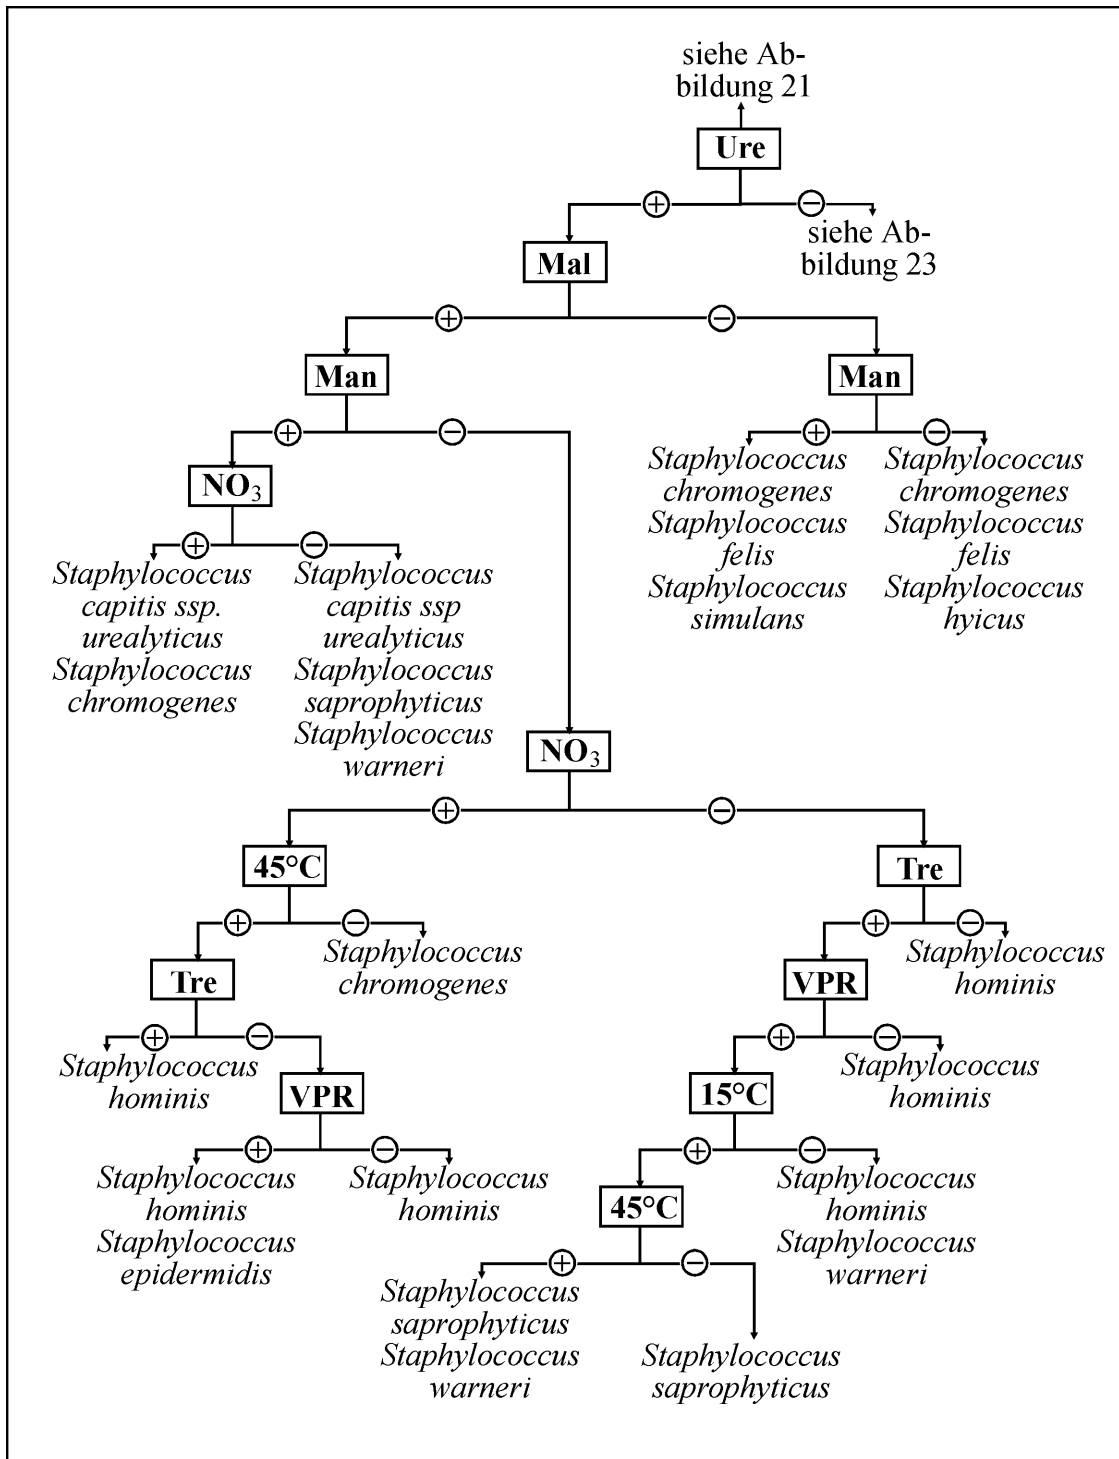 siehe Ab-
bildung 21
Ure
+
−
siehe Ab-
bildung 23
Mal
+
−
Man
Man
+
−
+
−
Staphylococcus
chromogenes
Staphylococcus
felis
Staphylococcus
simulans
Staphylococcus
chromogenes
Staphylococcus
felis
Staphylococcus
hyicus
NO₃
+
−
Staphylococcus
capitis ssp.
urealyticus
Staphylococcus
chromogenes
Staphylococcus
capitis ssp
urealyticus
Staphylococcus
saprophyticus
Staphylococcus
warneri
NO₃
+
−
45°C
Tre
+
−
+
−
Staphylococcus
chromogenes
Staphylococcus
hominis
Tre
VPR
+
−
+
−
Staphylococcus
hominis
Staphylococcus
hominis
VPR
15°C
+
−
+
−
Staphylococcus
hominis
Staphylococcus
epidermidis
Staphylococcus
hominis
Staphylococcus
hominis
Staphylococcus
warneri
45°C
+
−
Staphylococcus
saprophyticus
Staphylococcus
warneri
Staphylococcus
saprophyticus